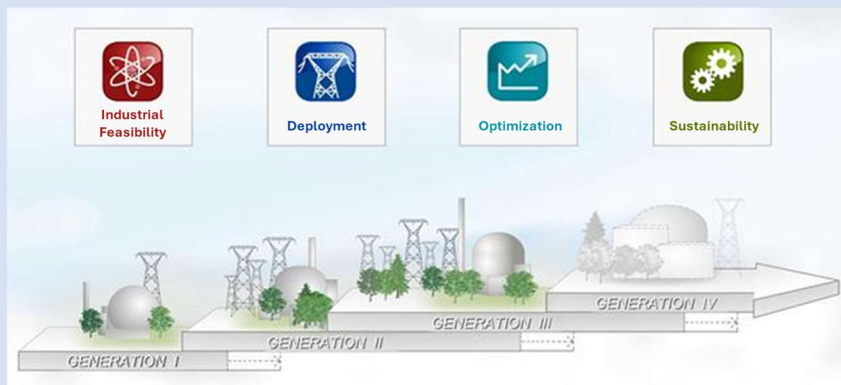 Industrial
Feasibility
Deployment
Optimization
Sustainability
GENERATION IV
GENERATION III
GENERATION II
GENERATION I